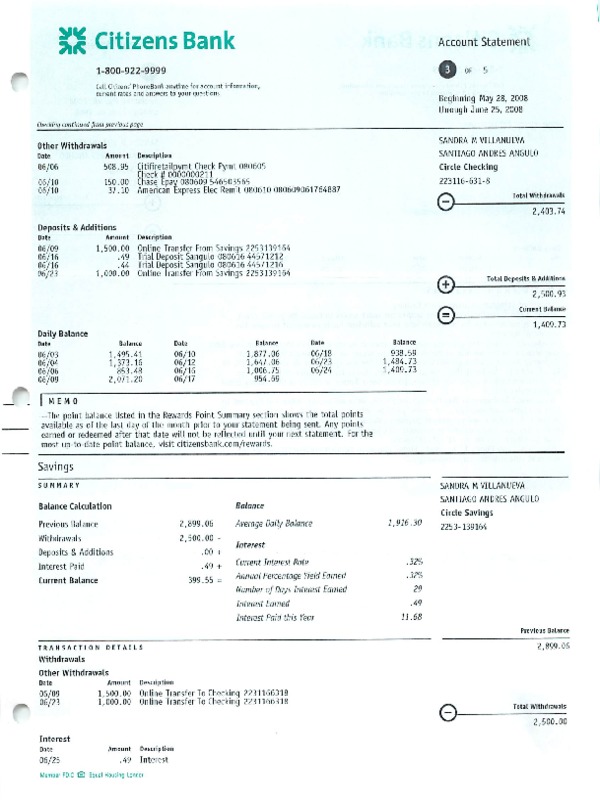 Citizens Bank
Account Statement
1-800-922-9999
3 OF 5
Call Citizens' PhoneBank anytime for account information,
current rates and answers to your questions.
Beginning May 28, 2008
through June 25, 2008
Checking continued from previous page
SANDRA M VILLANUEVA
SANTIAGO ANDRES ANGULO
Circle Checking
223116-631-8
Other Withdrawals
Date Amount Description
06/06 508.95 Citifiretailpymt Check Pymt 080605
Check # 0000000211
06/10 150.00 Chase Epay 080609 546503565
06/10 37.10 American Express Elec Remit 080610 080609061764887
Total Withdrawals
− 2,403.74
Deposits & Additions
Date Amount Description
06/09 1,500.00 Online Transfer From Savings 2253139164
06/16 .49 Trial Deposit Sangulo 080616 44571212
06/16 .44 Trial Deposit Sangulo 080616 44571216
06/23 1,000.00 Online Transfer From Savings 2253139164
Total Deposits & Additions
+ 2,500.93
Current Balance
= 1,409.73
Daily Balance
Date Balance Date Balance Date Balance
06/03 1,495.41 06/10 1,877.06 06/18 938.59
06/04 1,373.16 06/12 1,647.06 06/23 1,484.73
06/06 853.48 06/16 1,006.75 06/24 1,409.73
06/09 2,071.20 06/17 954.69
MEMO
--The point balance listed in the Rewards Point Summary section shows the total points
available as of the last day of the month prior to your statement being sent. Any points
earned or redeemed after that date will not be reflected until your next statement. For the
most up-to-date point balance, visit citizensbank.com/rewards.
Savings
SUMMARY
SANDRA M VILLANUEVA
SANTIAGO ANDRES ANGULO
Circle Savings
2253-139164
Balance Calculation
Previous Balance 2,899.06
Withdrawals 2,500.00 -
Deposits & Additions .00 +
Interest Paid .49 +
Current Balance 399.55 =
Balance
Average Daily Balance 1,916.30
Interest
Current Interest Rate .32%
Annual Percentage Yield Earned .32%
Number of Days Interest Earned 29
Interest Earned .49
Interest Paid this Year 11.68
Previous Balance
2,899.06
TRANSACTION DETAILS
Withdrawals
Other Withdrawals
Date Amount Description
06/09 1,500.00 Online Transfer To Checking 2231166318
06/23 1,000.00 Online Transfer To Checking 2231166318
Total Withdrawals
− 2,500.00
Interest
Date Amount Description
06/25 .49 Interest
Member FDIC Equal Housing Lender